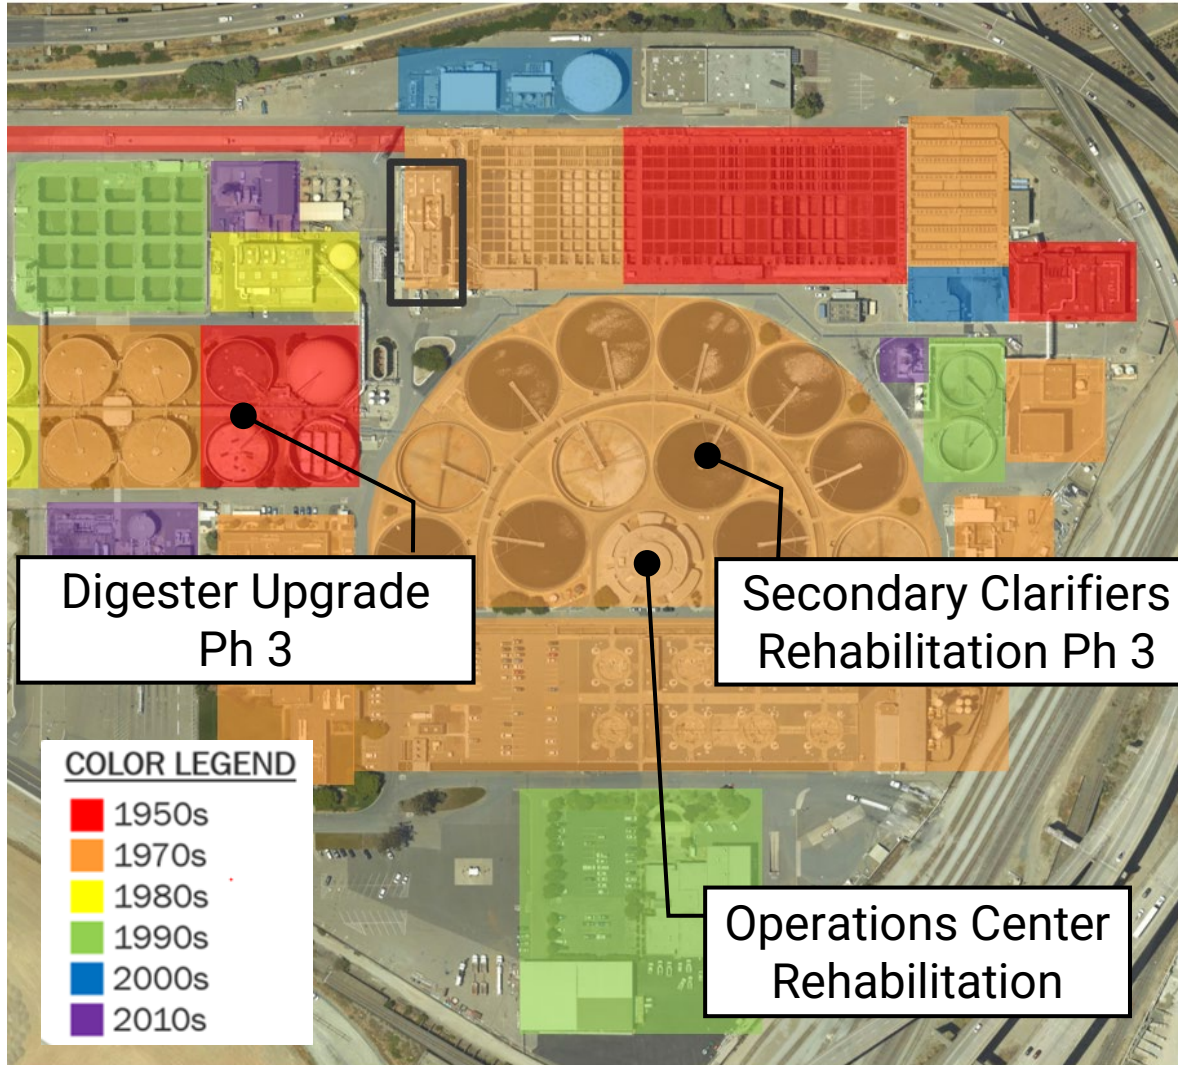 Digester Upgrade
Ph 3
Secondary Clarifiers
Rehabilitation Ph 3
COLOR LEGEND
1950s
1970s
1980s
1990s
2000s
2010s
Operations Center
Rehabilitation